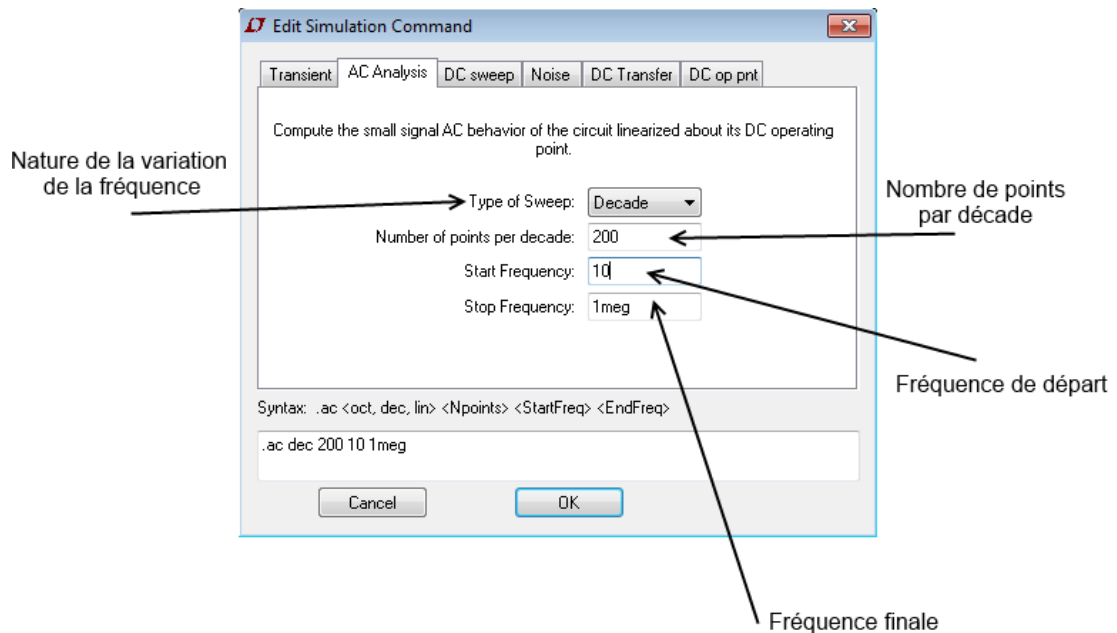 Edit Simulation Command
Transient AC Analysis DC sweep Noise DC Transfer DC op pnt
Compute the small signal AC behavior of the circuit linearized about its DC operating
point.
Nature de la variation
de la fréquence
Type of Sweep: Decade
Nombre de points
par décade
Number of points per decade: 200
Start Frequency: 10
Stop Frequency: 1meg
Fréquence de départ
Syntax: .ac <oct, dec, lin> <Npoints> <StartFreq> <EndFreq>
.ac dec 200 10 1meg
Cancel OK
Fréquence finale